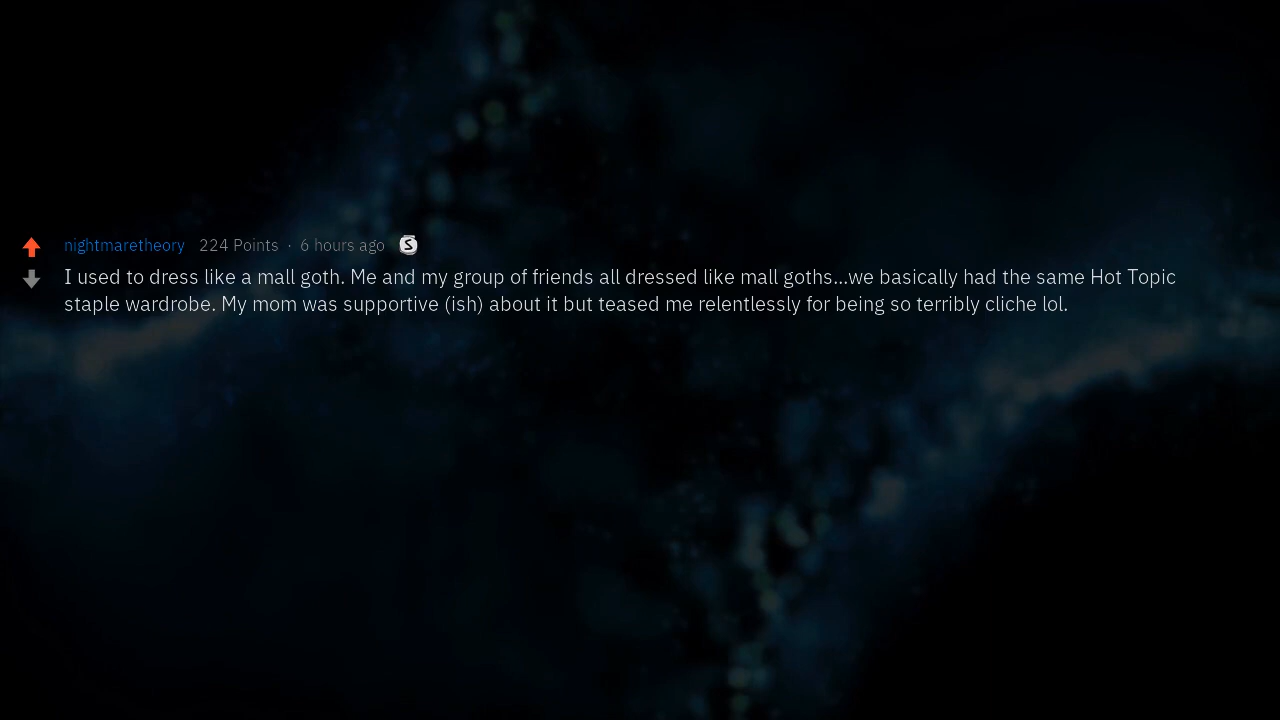 nightmaretheory 224 Points · 6 hours ago S
I used to dress like a mall goth. Me and my group of friends all dressed like mall goths...we basically had the same Hot Topic
staple wardrobe. My mom was supportive (ish) about it but teased me relentlessly for being so terribly cliche lol.